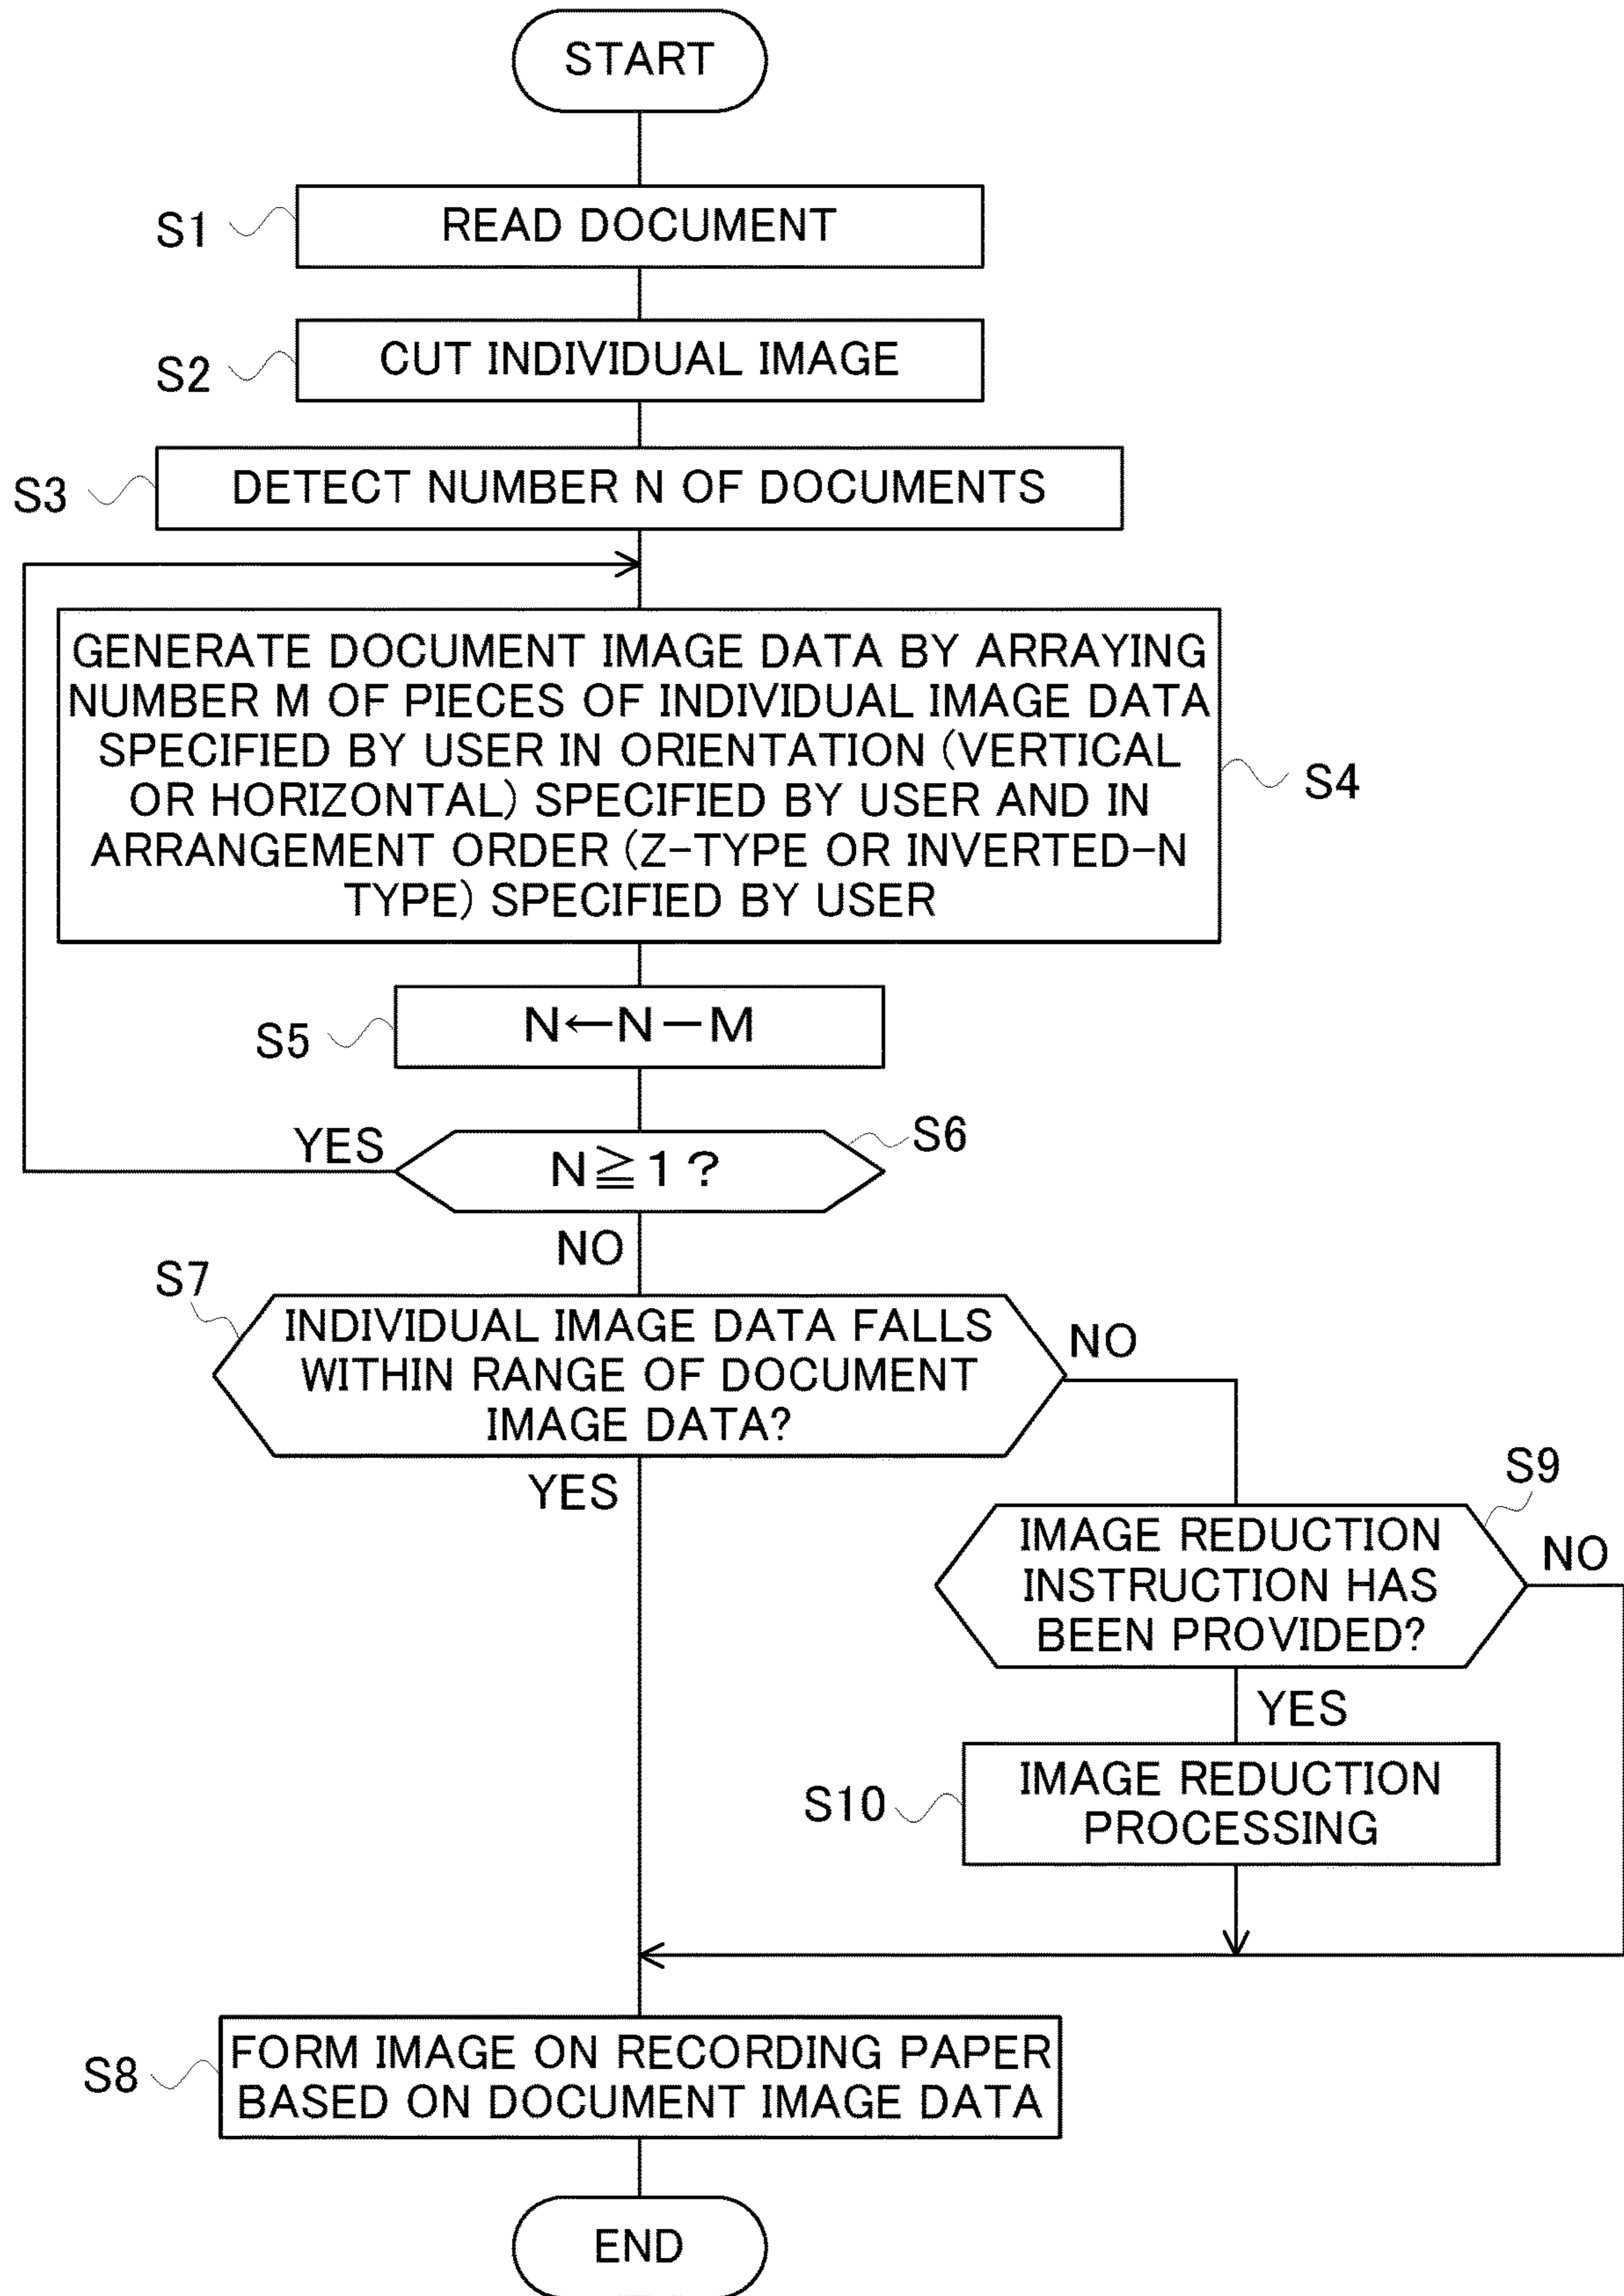 START
S1
READ DOCUMENT
S2
CUT INDIVIDUAL IMAGE
S3
DETECT NUMBER N OF DOCUMENTS
GENERATE DOCUMENT IMAGE DATA BY ARRAYING
NUMBER M OF PIECES OF INDIVIDUAL IMAGE DATA
SPECIFIED BY USER IN ORIENTATION (VERTICAL
OR HORIZONTAL) SPECIFIED BY USER AND IN
ARRANGEMENT ORDER (Z-TYPE OR INVERTED-N
TYPE) SPECIFIED BY USER
S4
S5
N←N－M
S6
YES
N≧1?
NO
S7
INDIVIDUAL IMAGE DATA FALLS
WITHIN RANGE OF DOCUMENT
IMAGE DATA?
NO
YES
S9
IMAGE REDUCTION
INSTRUCTION HAS
BEEN PROVIDED?
NO
YES
S10
IMAGE REDUCTION
PROCESSING
S8
FORM IMAGE ON RECORDING PAPER
BASED ON DOCUMENT IMAGE DATA
END